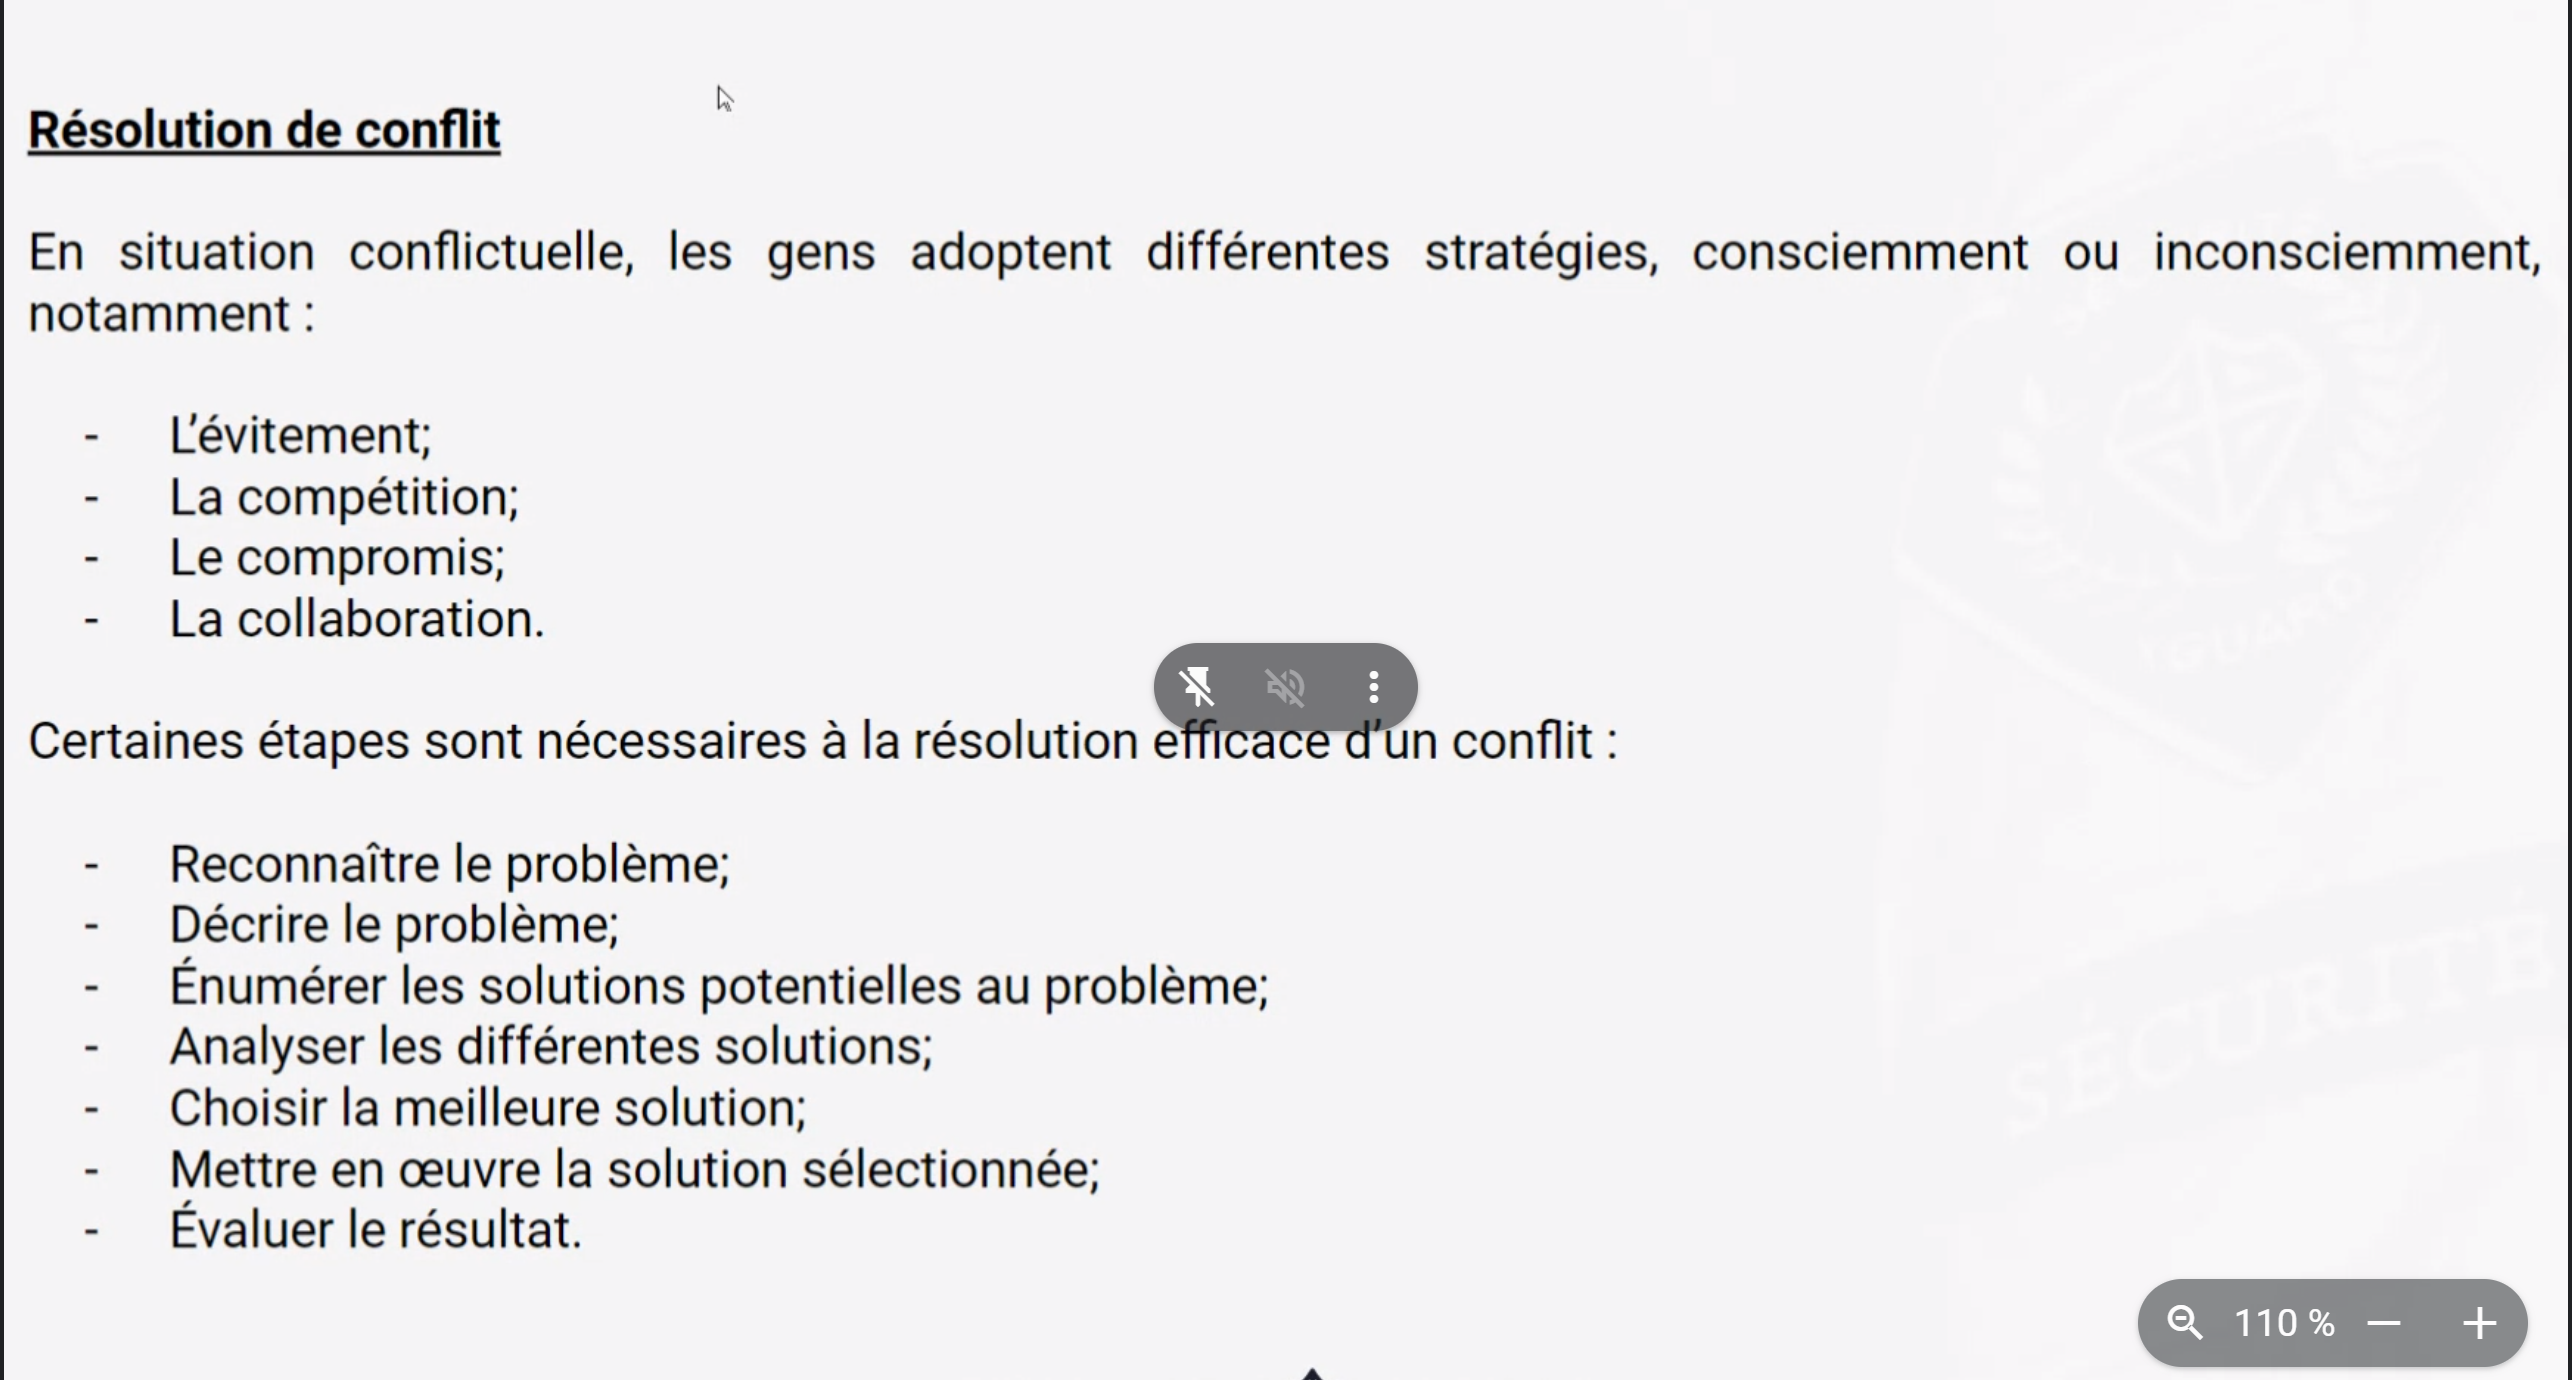 Résolution de conflit
En situation conflictuelle, les gens adoptent différentes stratégies, consciemment ou inconsciemment,
notamment :
- L'évitement;
- La compétition;
- Le compromis;
- La collaboration.
Certaines étapes sont nécessaires à la résolution efficace d'un conflit :
- Reconnaître le problème;
- Décrire le problème;
- Énumérer les solutions potentielles au problème;
- Analyser les différentes solutions;
- Choisir la meilleure solution;
- Mettre en œuvre la solution sélectionnée;
- Évaluer le résultat.
SÉCURITÉ
110 %